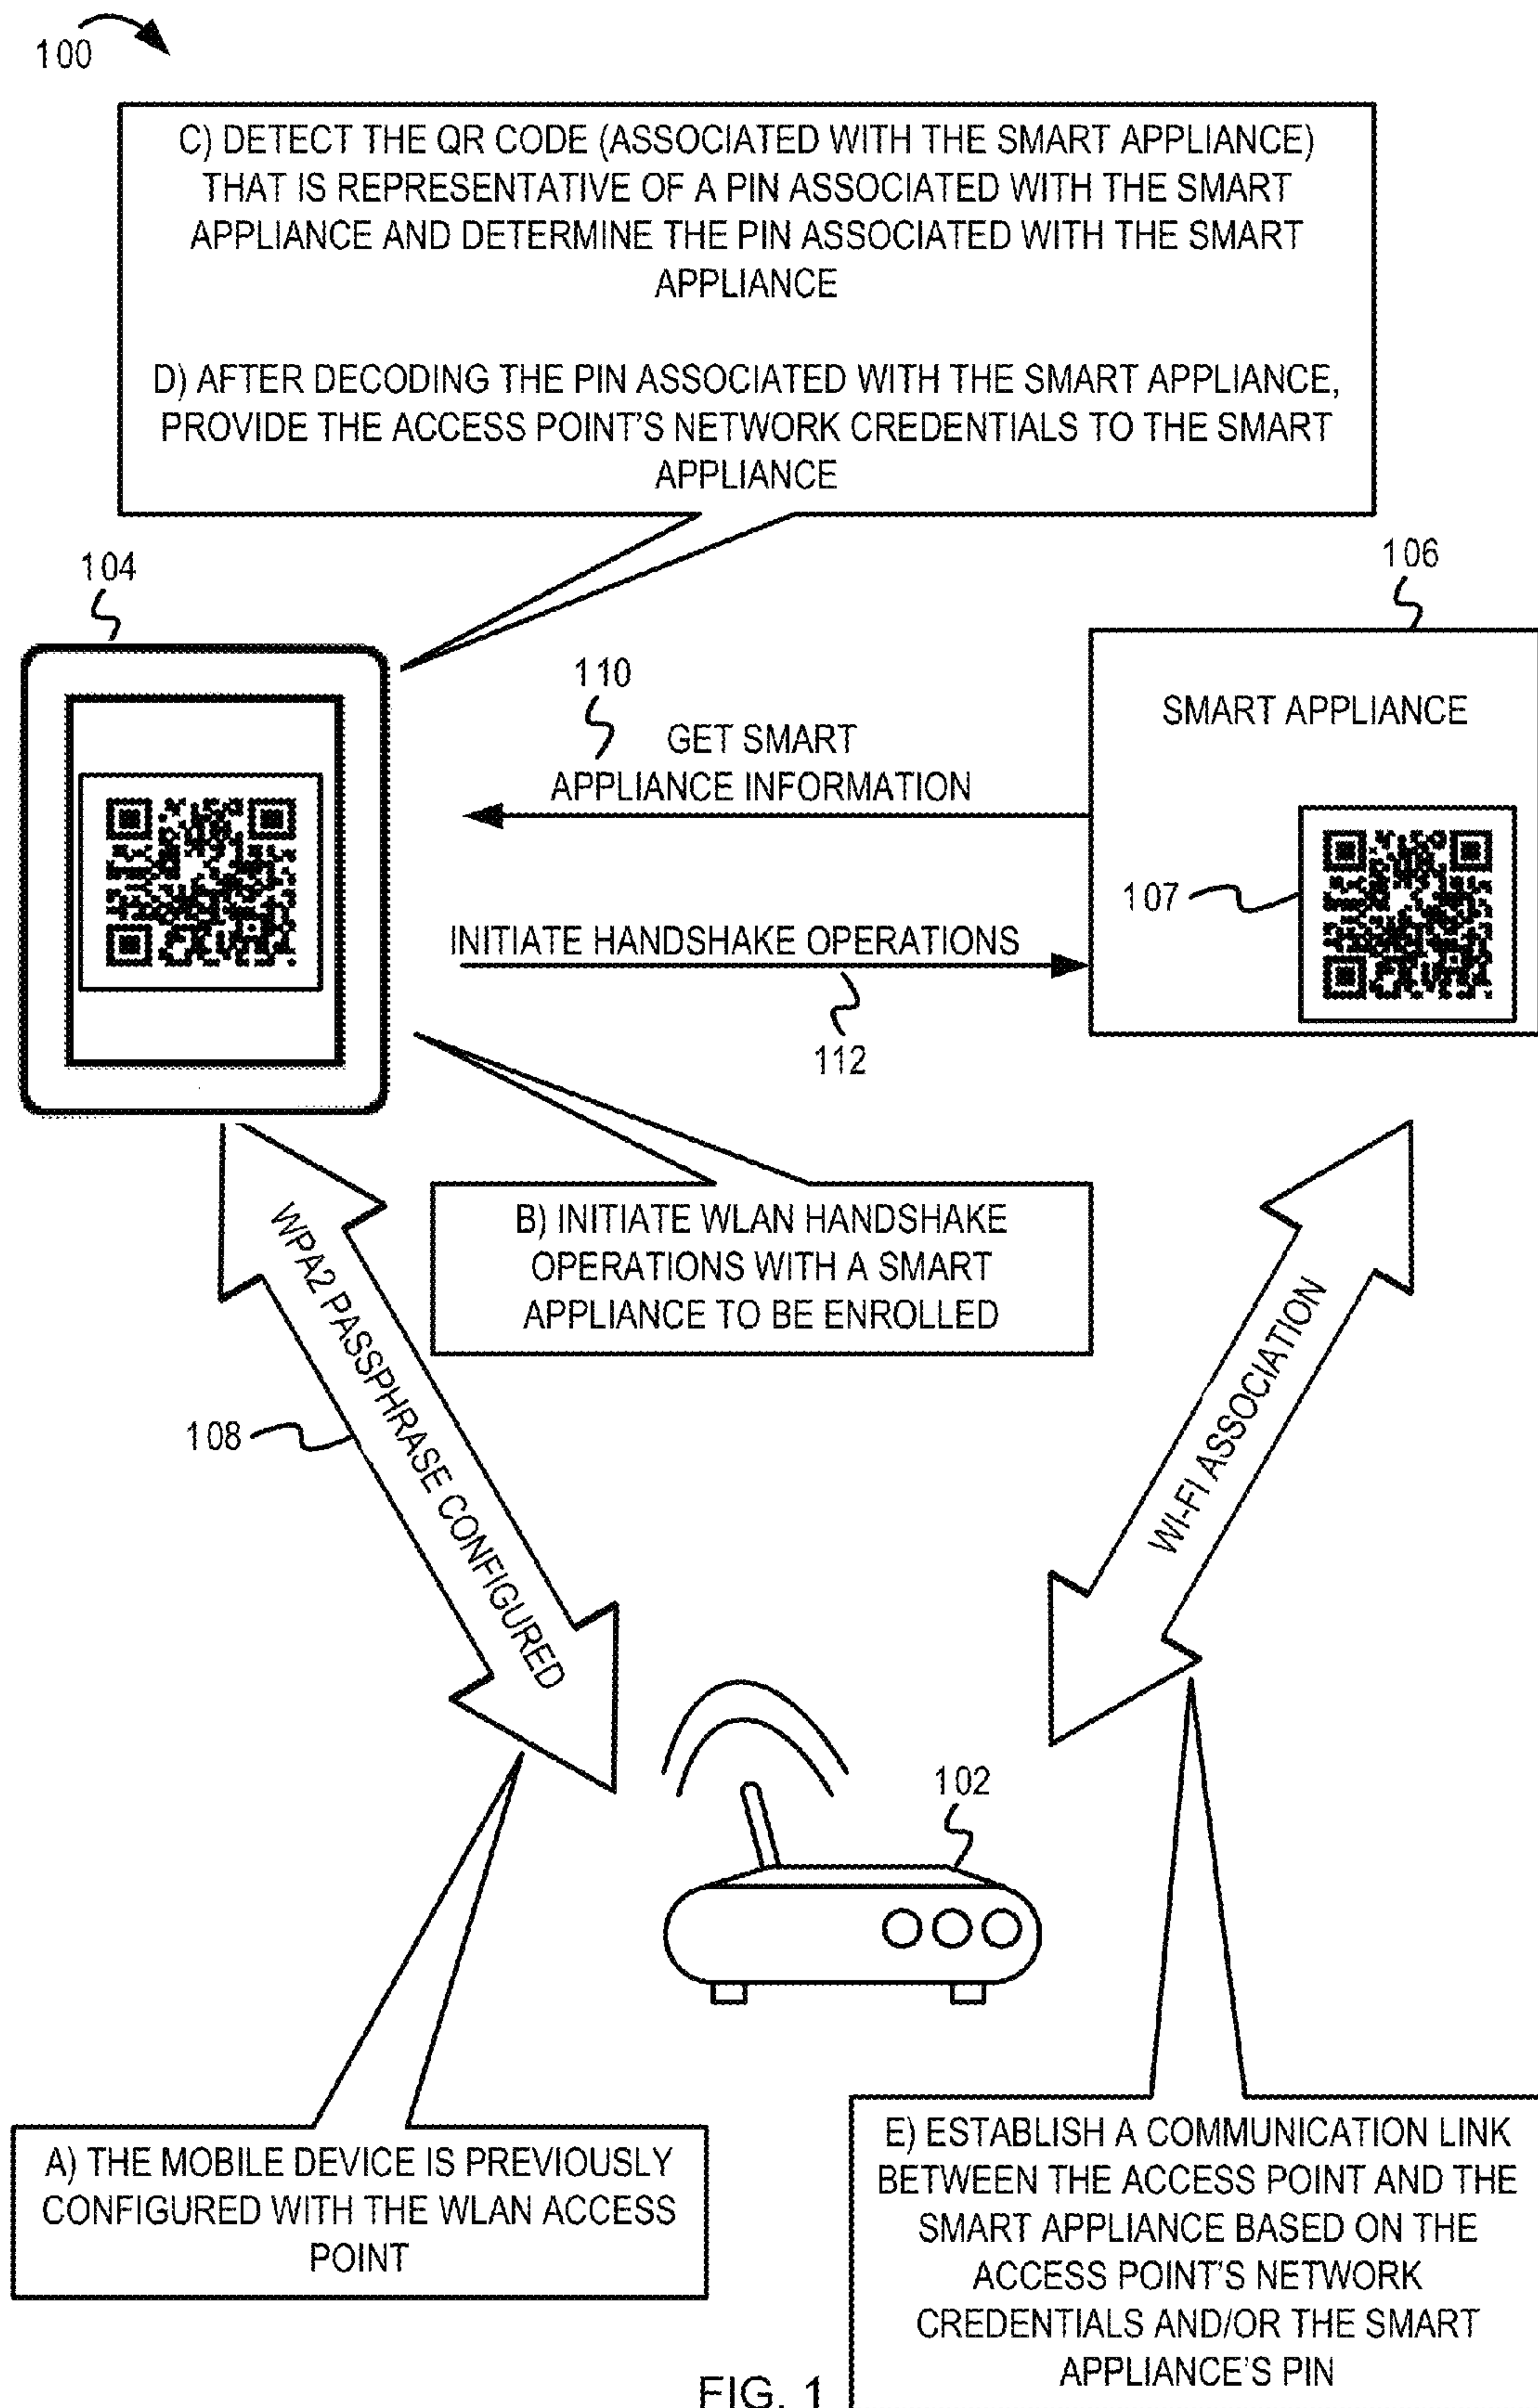 100
C) DETECT THE QR CODE (ASSOCIATED WITH THE SMART APPLIANCE)
THAT IS REPRESENTATIVE OF A PIN ASSOCIATED WITH THE SMART
APPLIANCE AND DETERMINE THE PIN ASSOCIATED WITH THE SMART
APPLIANCE
D) AFTER DECODING THE PIN ASSOCIATED WITH THE SMART APPLIANCE,
PROVIDE THE ACCESS POINT'S NETWORK CREDENTIALS TO THE SMART
APPLIANCE
104
106
110
GET SMART
APPLIANCE INFORMATION
SMART APPLIANCE
107
INITIATE HANDSHAKE OPERATIONS
112
B) INITIATE WLAN HANDSHAKE
OPERATIONS WITH A SMART
APPLIANCE TO BE ENROLLED
WPA2 PASSPHRASE CONFIGURED
108
WI-FI ASSOCIATION
102
A) THE MOBILE DEVICE IS PREVIOUSLY
CONFIGURED WITH THE WLAN ACCESS
POINT
E) ESTABLISH A COMMUNICATION LINK
BETWEEN THE ACCESS POINT AND THE
SMART APPLIANCE BASED ON THE
ACCESS POINT'S NETWORK
CREDENTIALS AND/OR THE SMART
APPLIANCE'S PIN
FIG. 1